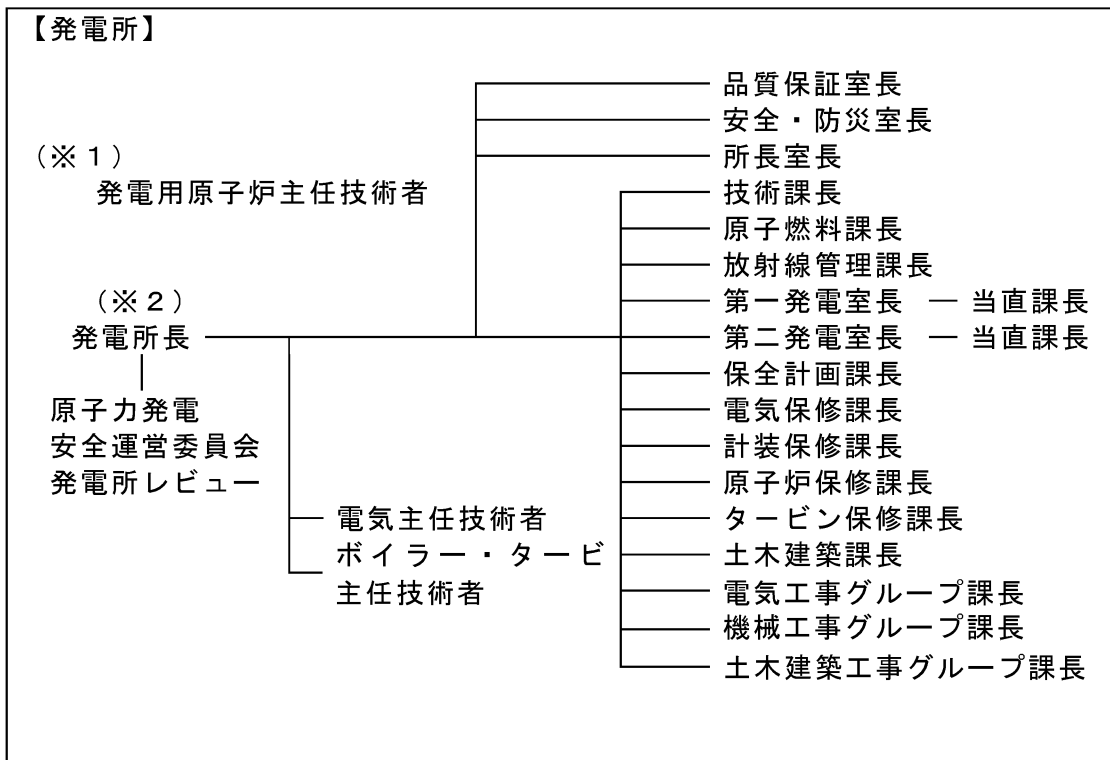 【発電所】
品質保証室長
安全・防災室長
(※1)
所長室長
発電用原子炉主任技術者
技術課長
原子燃料課長
放射線管理課長
(※2)
第一発電室長 ― 当直課長
発電所長
第二発電室長 ― 当直課長
保全計画課長
原子力発電
安全運営委員会
発電所レビュー
電気保修課長
計装保修課長
原子炉保修課長
電気主任技術者
タービン保修課長
ボイラー・タービ
主任技術者
土木建築課長
電気工事グループ課長
機械工事グループ課長
土木建築工事グループ課長